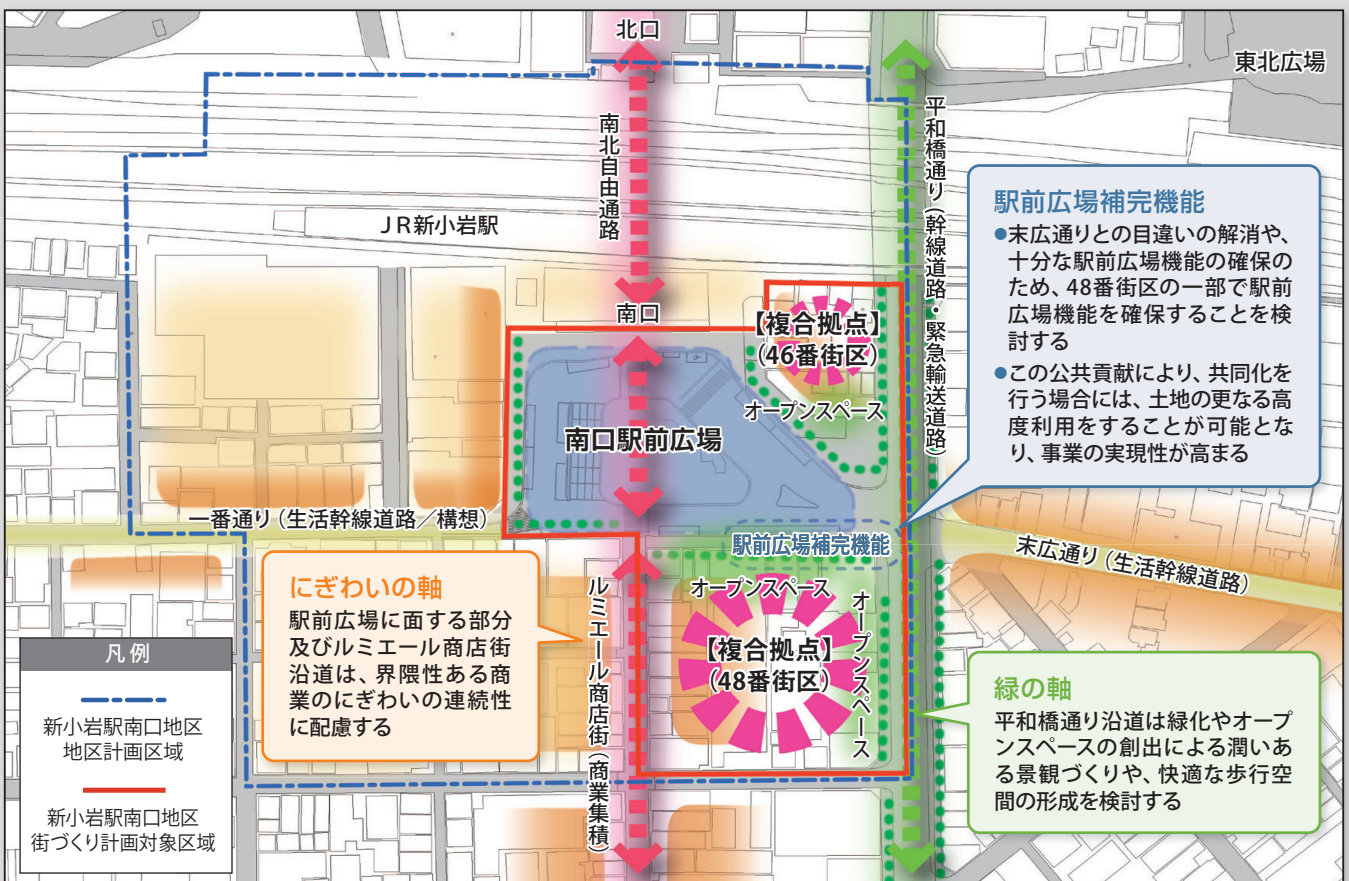 北口
東北広場
南北自由通路
平和橋通り（幹線道路・緊急輸送道路）
JR新小岩駅
南口
【複合拠点】
（46番街区）
オープンスペース
南口駅前広場
駅前広場補完機能
●末広通りとの目違いの解消や、
十分な駅前広場機能の確保の
ため、48番街区の一部で駅前
広場機能を確保することを検
討する
●この公共貢献により、共同化を
行う場合には、土地の更なる高
度利用をすることが可能とな
り、事業の実現性が高まる
一番通り（生活幹線道路／構想）
駅前広場補完機能
末広通り（生活幹線道路）
にぎわいの軸
駅前広場に面する部分
及びルミエール商店街
沿道は、界隈性ある商
業のにぎわいの連続性
に配慮する
ルミエール商店街（商業集積）
オープンスペース
【複合拠点】
（48番街区）
オープンスペース
緑の軸
平和橋通り沿道は緑化やオープ
ンスペースの創出による潤いあ
る景観づくりや、快適な歩行空
間の形成を検討する
凡例
新小岩駅南口地区
地区計画区域
新小岩駅南口地区
街づくり計画対象区域